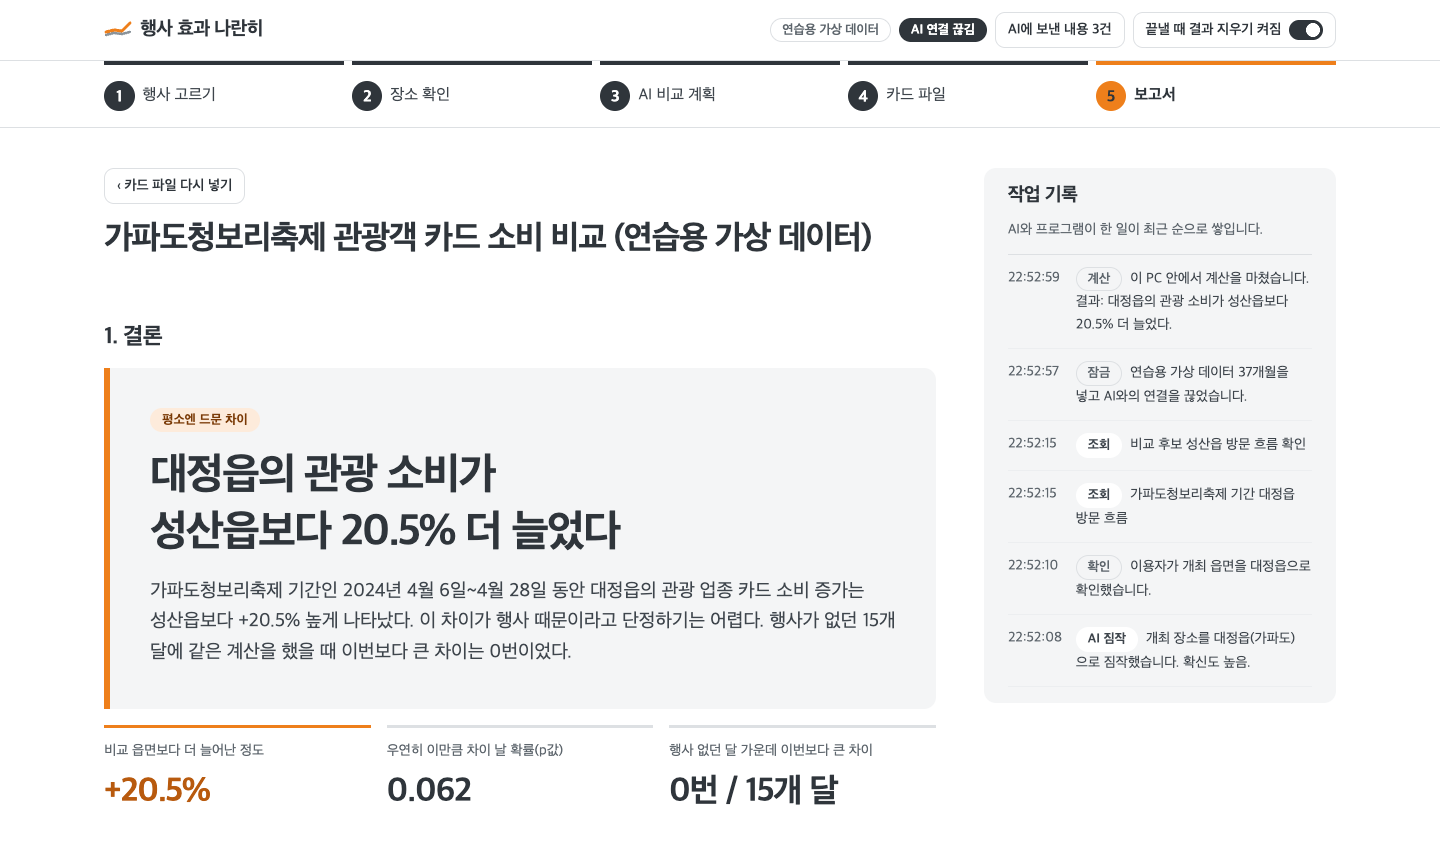 행사 효과 나란히
연습용 가상 데이터
AI 연결 끊김
AI에 보낸 내용 3건
끝낼 때 결과 지우기 켜짐
1 행사 고르기
2 장소 확인
3 AI 비교 계획
4 카드 파일
5 보고서
‹ 카드 파일 다시 넣기
가파도청보리축제 관광객 카드 소비 비교 (연습용 가상 데이터)
1. 결론
평소엔 드문 차이
대정읍의 관광 소비가
성산읍보다 20.5% 더 늘었다
가파도청보리축제 기간인 2024년 4월 6일~4월 28일 동안 대정읍의 관광 업종 카드 소비 증가는
성산읍보다 +20.5% 높게 나타났다. 이 차이가 행사 때문이라고 단정하기는 어렵다. 행사가 없던 15개
달에 같은 계산을 했을 때 이번보다 큰 차이는 0번이었다.
비교 읍면보다 더 늘어난 정도
+20.5%
우연히 이만큼 차이 날 확률(p값)
0.062
행사 없던 달 가운데 이번보다 큰 차이
0번 / 15개 달
작업 기록
AI와 프로그램이 한 일이 최근 순으로 쌓입니다.
22:52:59 계산 이 PC 안에서 계산을 마쳤습니다.
결과: 대정읍의 관광 소비가 성산읍보다
20.5% 더 늘었다.
22:52:57 잠금 연습용 가상 데이터 37개월을
넣고 AI와의 연결을 끊었습니다.
22:52:15 조회 비교 후보 성산읍 방문 흐름 확인
22:52:15 조회 가파도청보리축제 기간 대정읍
방문 흐름
22:52:10 확인 이용자가 개최 읍면을 대정읍으로
확인했습니다.
22:52:08 AI 짐작 개최 장소를 대정읍(가파도)
으로 짐작했습니다. 확신도 높음.